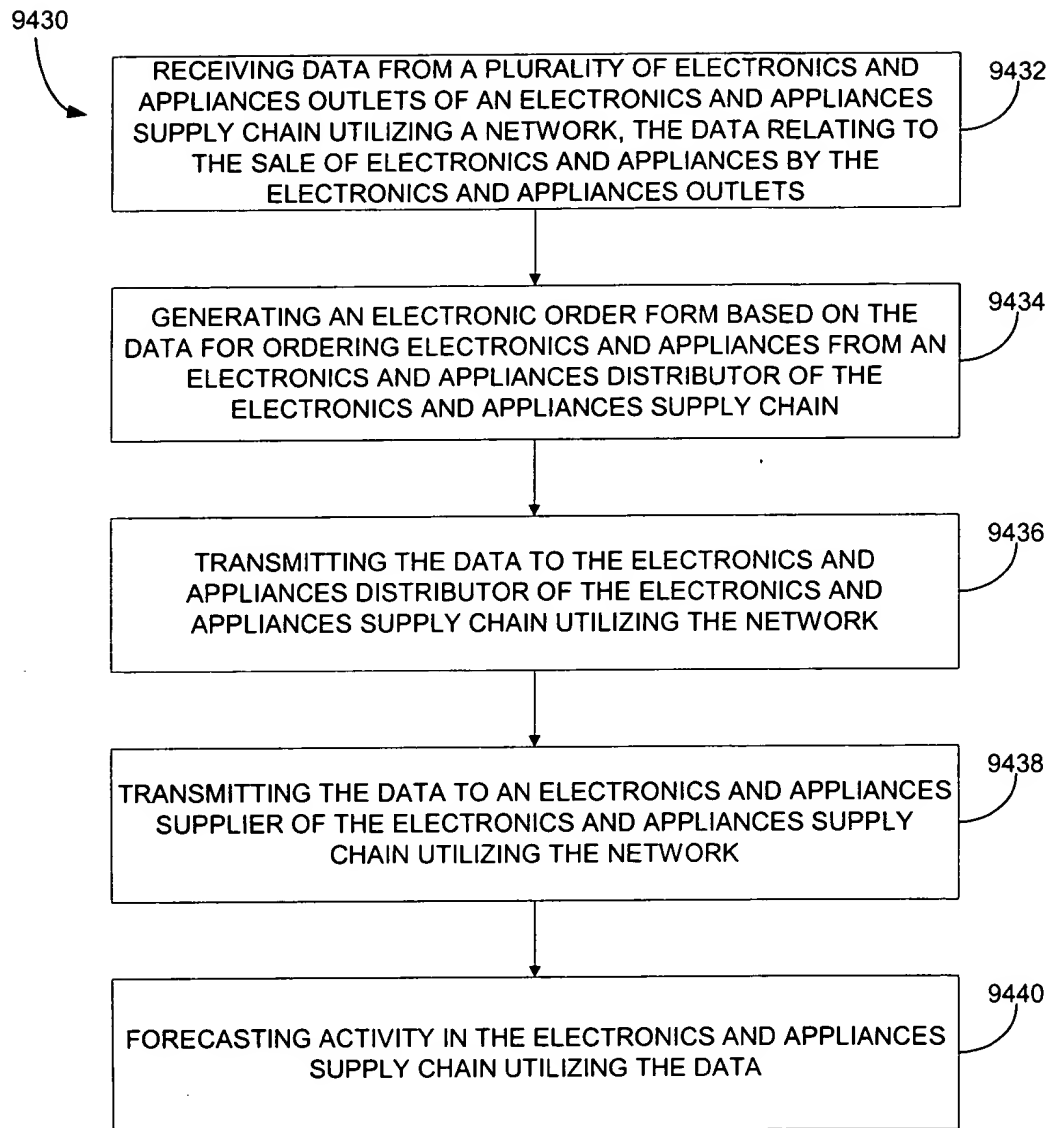 9430
RECEIVING DATA FROM A PLURALITY OF ELECTRONICS AND
APPLIANCES OUTLETS OF AN ELECTRONICS AND APPLIANCES
SUPPLY CHAIN UTILIZING A NETWORK, THE DATA RELATING TO
THE SALE OF ELECTRONICS AND APPLIANCES BY THE
ELECTRONICS AND APPLIANCES OUTLETS
9432
GENERATING AN ELECTRONIC ORDER FORM BASED ON THE
DATA FOR ORDERING ELECTRONICS AND APPLIANCES FROM AN
ELECTRONICS AND APPLIANCES DISTRIBUTOR OF THE
ELECTRONICS AND APPLIANCES SUPPLY CHAIN
9434
TRANSMITTING THE DATA TO THE ELECTRONICS AND
APPLIANCES DISTRIBUTOR OF THE ELECTRONICS AND
APPLIANCES SUPPLY CHAIN UTILIZING THE NETWORK
9436
TRANSMITTING THE DATA TO AN ELECTRONICS AND APPLIANCES
SUPPLIER OF THE ELECTRONICS AND APPLIANCES SUPPLY
CHAIN UTILIZING THE NETWORK
9438
FORECASTING ACTIVITY IN THE ELECTRONICS AND APPLIANCES
SUPPLY CHAIN UTILIZING THE DATA
9440